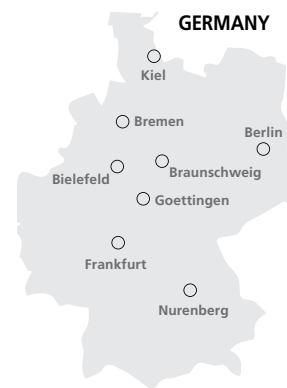 GERMANY
Kiel
Bremen
Berlin
Braunschweig
Bielefeld
Goettingen
Frankfurt
Nurenberg